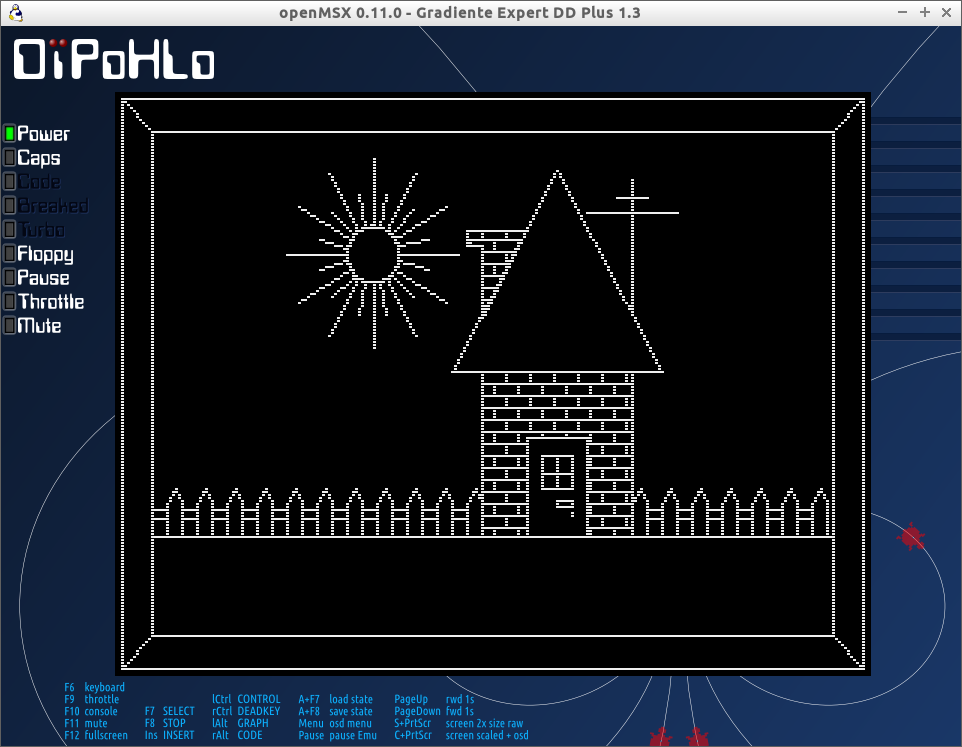 openMSX 0.11.0 - Gradiente Expert DD Plus 1.3
OïPoHLo
Power
Caps
Code
Breaked
Turbo
Floppy
Pause
Throttle
Mute
F6 keyboard
F9 throttle lCtrl CONTROL A+F7 load state PageUp rwd 1s
F10 console F7 SELECT rCtrl DEADKEY A+F8 save state PageDown fwd 1s
F11 mute F8 STOP lAlt GRAPH Menu osd menu S+PrtScr screen 2x size raw
F12 fullscreen Ins INSERT rAlt CODE Pause pause Emu C+PrtScr screen scaled + osd